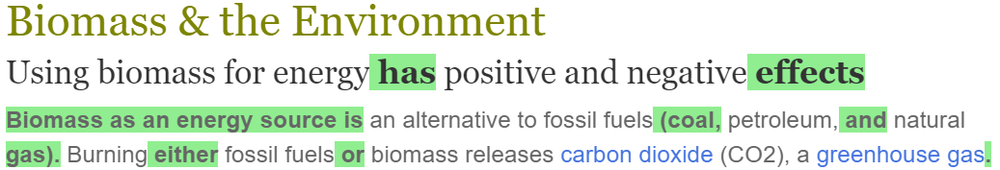 Biomass & the Environment
Using biomass for energy has positive and negative effects
Biomass as an energy source is an alternative to fossil fuels (coal, petroleum, and natural
gas). Burning either fossil fuels or biomass releases carbon dioxide (CO2), a greenhouse gas.